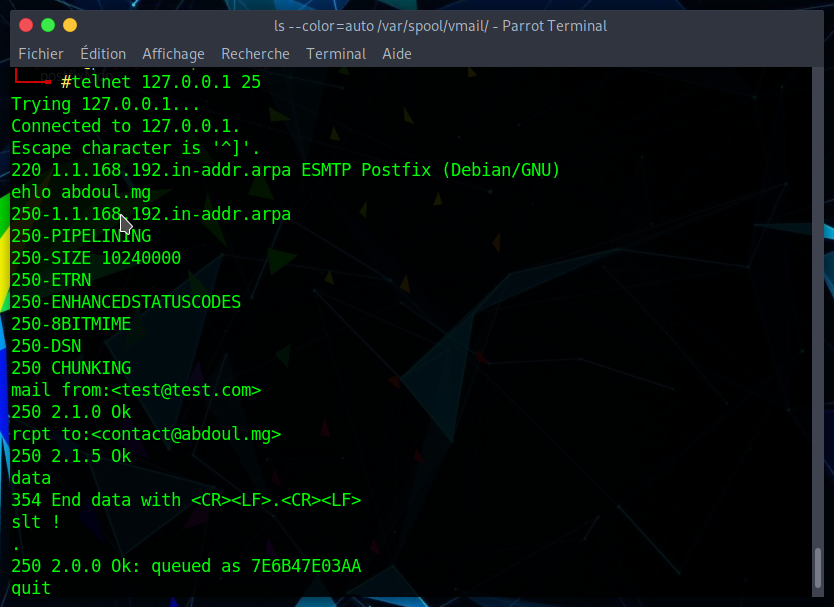 ls --color=auto /var/spool/vmail/ - Parrot Terminal
Fichier Édition Affichage Recherche Terminal Aide
#telnet 127.0.0.1 25
Trying 127.0.0.1...
Connected to 127.0.0.1.
Escape character is '^]'.
220 1.1.168.192.in-addr.arpa ESMTP Postfix (Debian/GNU)
ehlo abdoul.mg
250-1.1.168.192.in-addr.arpa
250-PIPELINING
250-SIZE 10240000
250-ETRN
250-ENHANCEDSTATUSCODES
250-8BITMIME
250-DSN
250 CHUNKING
mail from:<test@test.com>
250 2.1.0 Ok
rcpt to:<contact@abdoul.mg>
250 2.1.5 Ok
data
354 End data with <CR><LF>.<CR><LF>
slt !
.
250 2.0.0 Ok: queued as 7E6B47E03AA
quit